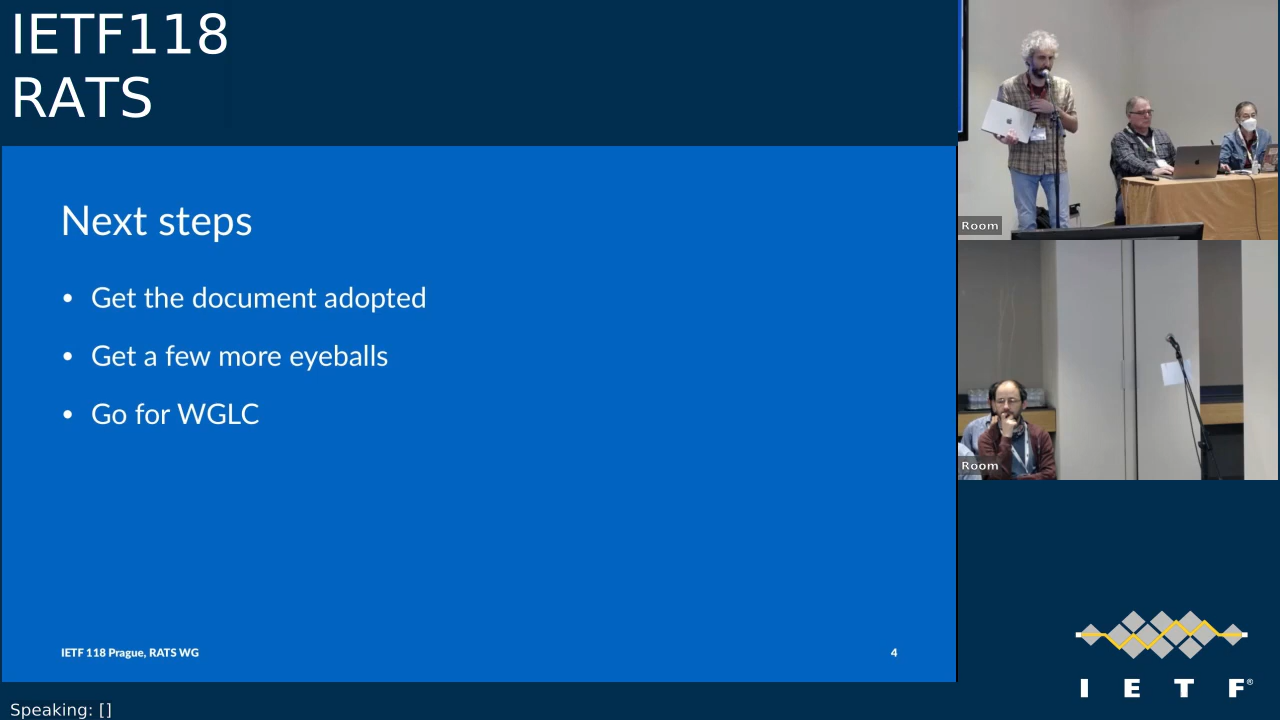 IETF118
RATS
Next steps
• Get the document adopted
• Get a few more eyeballs
• Go for WGLC
IETF 118 Prague, RATS WG
4
Room
Room
I E T F®
Speaking: []